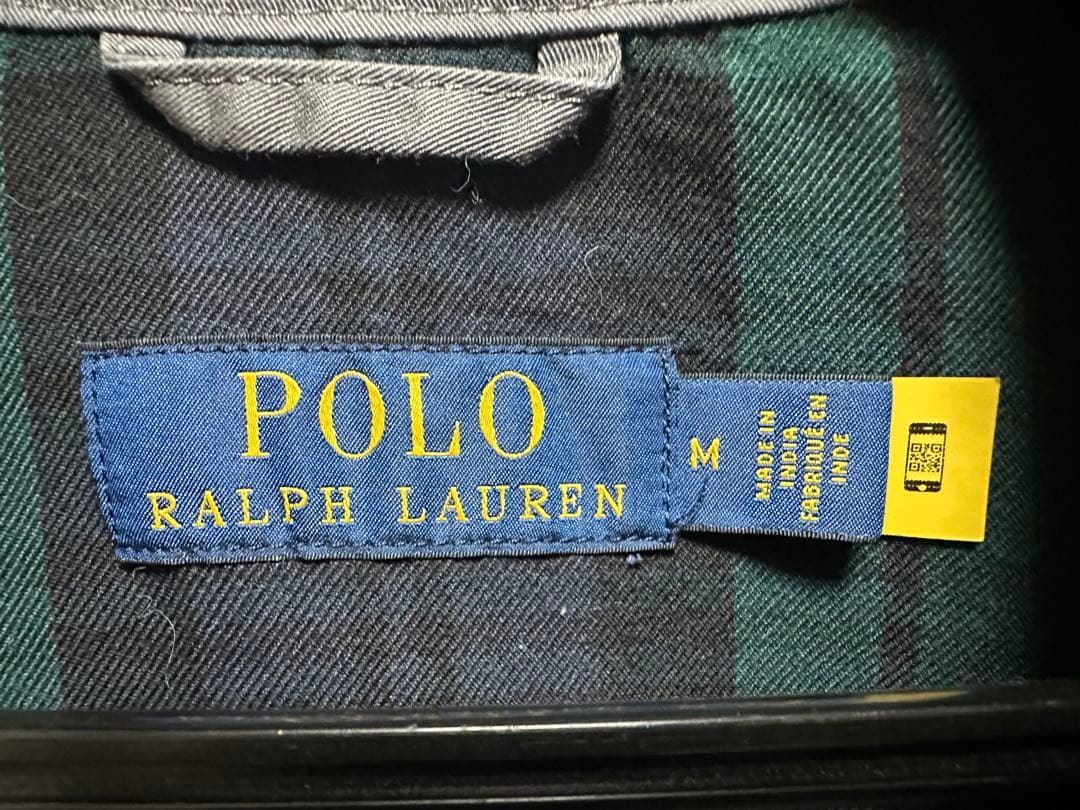 POLO
RALPH LAUREN
M
MADE IN
INDIA
FABRIQUÉ EN
INDE